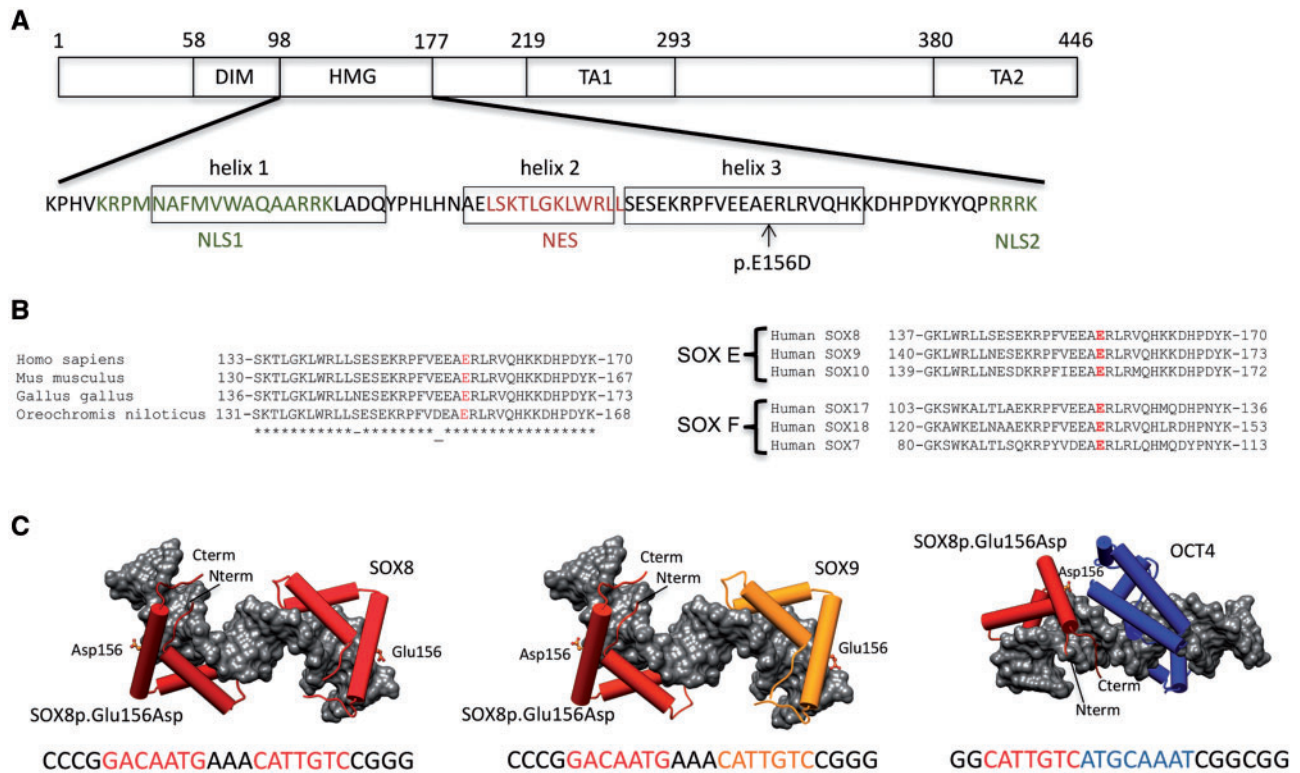 A
1 58 98 177 219 293 380 446
DIM HMG TA1 TA2
helix 1 helix 2 helix 3
KPHVKRPMNAFMVWAQAARRKLADQYPHLHNAELSKTLGKLWRLLSESEKRPFVEEAERLRVQHKKDHPDYKYQPRRRK
NLS1 NES NLS2
p.E156D
B
Homo sapiens 133-SKTLGKLWRLLSESEKRPFVEEAERLRVQHKKDHPDYK-170
Mus musculus 130-SKTLGKLWRLLSESEKRPFVEEAERLRVQHKKDHPDYK-167
Gallus gallus 136-SKTLGKLWRLLNESEKRPFVEEAERLRVQHKKDHPDYK-173
Oreochromis niloticus 131-SKTLGKLWRLLSESEKRPFVDEAERLRVQHKKDHPDYK-168
***********_********_*****************
SOX E
Human SOX8 137-GKLWRLLSESEKRPFVEEAERLRVQHKKDHPDYK-170
Human SOX9 140-GKLWRLLNESEKRPFVEEAERLRVQHKKDHPDYK-173
Human SOX10 139-GKLWRLLNESDKRPFIEEAERLRMQHKKDHPDYK-172
SOX F
Human SOX17 103-GKSWKALTLAEKRPFVEEAERLRVQHMQDHPNYK-136
Human SOX18 120-GKAWKELNAAEKRPFVEEAERLRVQHLRDHPNYK-153
Human SOX7 80-GKSWKALTLSQKRPYVDEAERLRLQHMQDYPNYK-113
C
Cterm
Nterm
SOX8
Asp156
Glu156
SOX8p.Glu156Asp
CCCGGACAATGAAACATTGTCCGGG
Cterm
Nterm
SOX9
Asp156
Glu156
SOX8p.Glu156Asp
CCCGGACAATGAAACATTGTCCGGG
SOX8p.Glu156Asp
OCT4
Asp156
Cterm
Nterm
GGCATTGTCATGCAAATCGGCGG